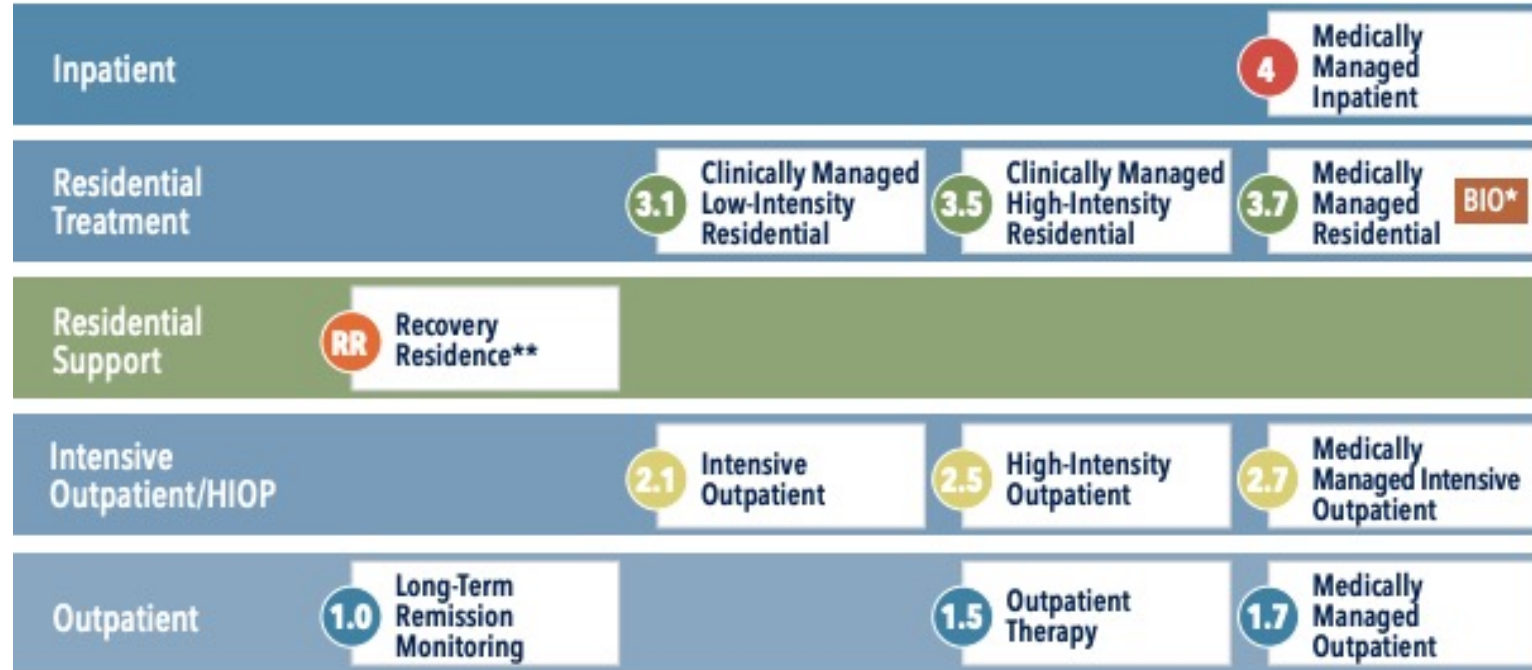 Inpatient
4
Medically
Managed
Inpatient
Residential
Treatment
3.1
Clinically Managed
Low-Intensity
Residential
3.5
Clinically Managed
High-Intensity
Residential
3.7
Medically
Managed
Residential
BIO*
Residential
Support
RR
Recovery
Residence**
Intensive
Outpatient/HIOP
2.1
Intensive
Outpatient
2.5
High-Intensity
Outpatient
2.7
Medically
Managed Intensive
Outpatient
Outpatient
1.0
Long-Term
Remission
Monitoring
1.5
Outpatient
Therapy
1.7
Medically
Managed
Outpatient